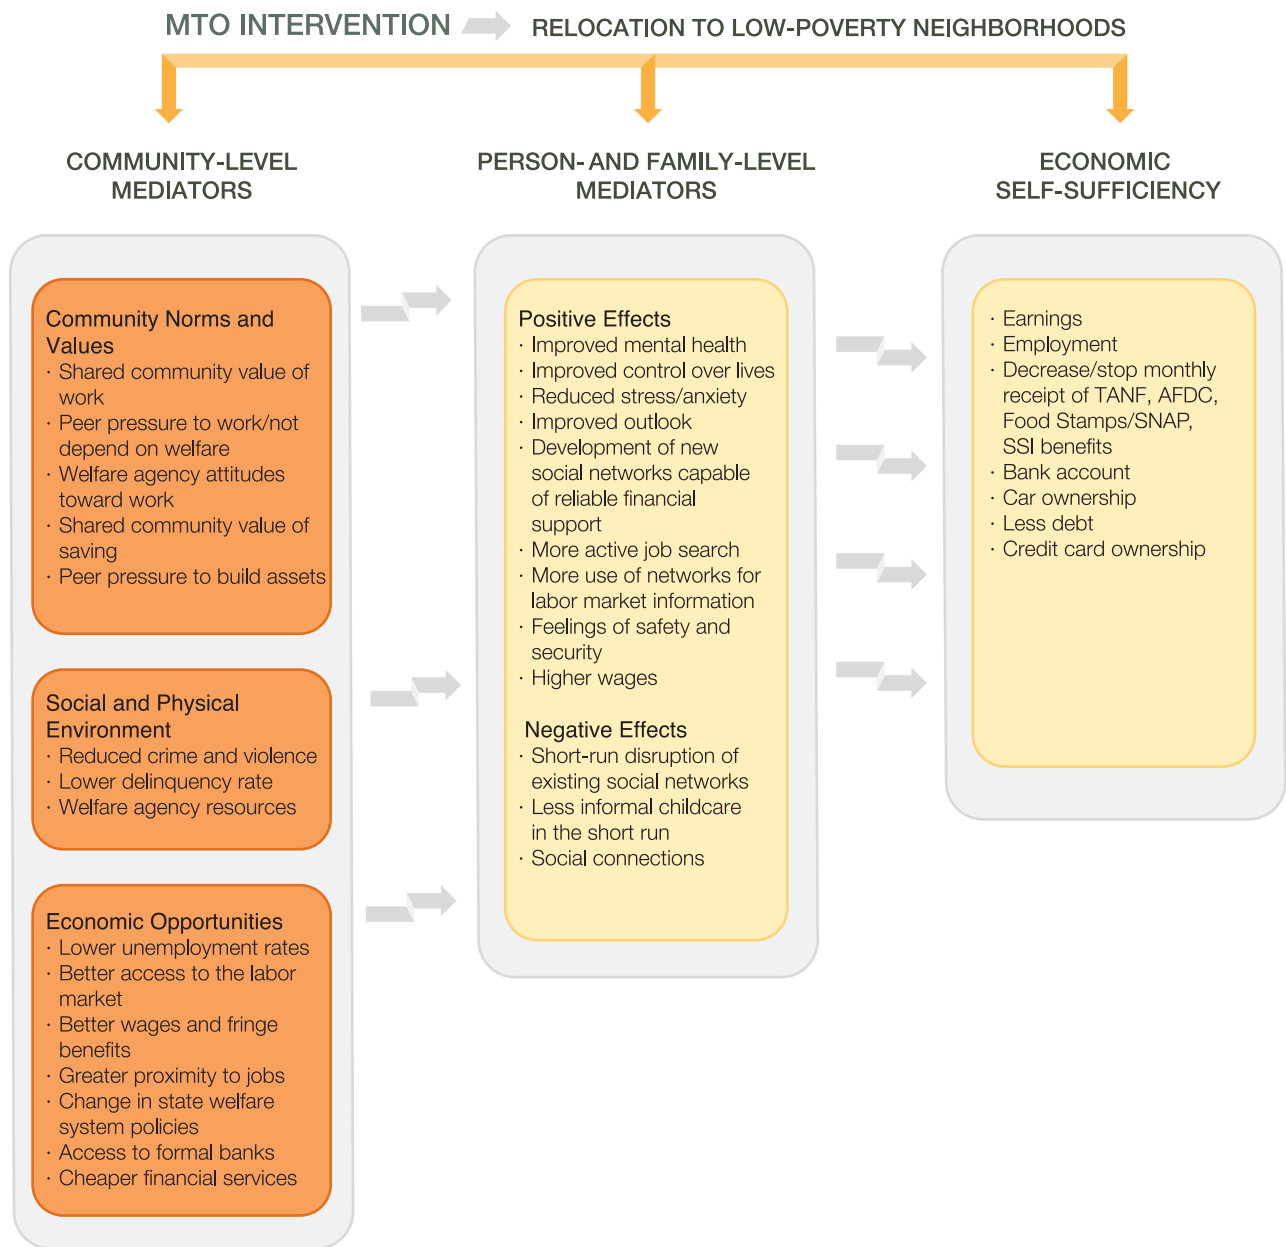 MTO INTERVENTION
RELOCATION TO LOW-POVERTY NEIGHBORHOODS
COMMUNITY-LEVEL
MEDIATORS
Community Norms and
Values
· Shared community value of
work
· Peer pressure to work/not
depend on welfare
· Welfare agency attitudes
toward work
· Shared community value of
saving
· Peer pressure to build assets
Social and Physical
Environment
· Reduced crime and violence
· Lower delinquency rate
· Welfare agency resources
Economic Opportunities
· Lower unemployment rates
· Better access to the labor
market
· Better wages and fringe
benefits
· Greater proximity to jobs
· Change in state welfare
system policies
· Access to formal banks
· Cheaper financial services
PERSON- AND FAMILY-LEVEL
MEDIATORS
Positive Effects
· Improved mental health
· Improved control over lives
· Reduced stress/anxiety
· Improved outlook
· Development of new
social networks capable
of reliable financial
support
· More active job search
· More use of networks for
labor market information
· Feelings of safety and
security
· Higher wages
Negative Effects
· Short-run disruption of
existing social networks
· Less informal childcare
in the short run
· Social connections
ECONOMIC
SELF-SUFFICIENCY
· Earnings
· Employment
· Decrease/stop monthly
receipt of TANF, AFDC,
Food Stamps/SNAP,
SSI benefits
· Bank account
· Car ownership
· Less debt
· Credit card ownership